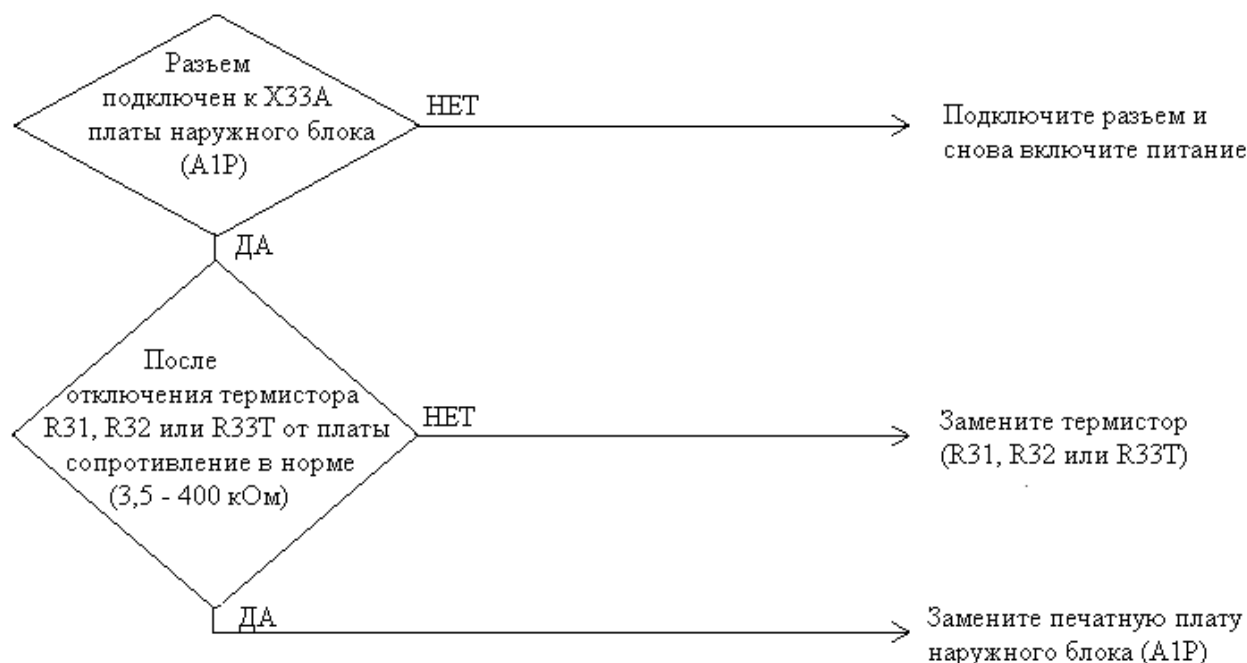 Разъем
подключен к X33A
платы наружного блока
(A1P)
НЕТ
Подключите разъем и
снова включите питание
ДА
После
отключения термистора
R31, R32 или R33T от платы
сопротивление в норме
(3,5 - 400 кОм)
НЕТ
Замените термистор
(R31, R32 или R33T)
ДА
Замените печатную плату
наружного блока (A1P)